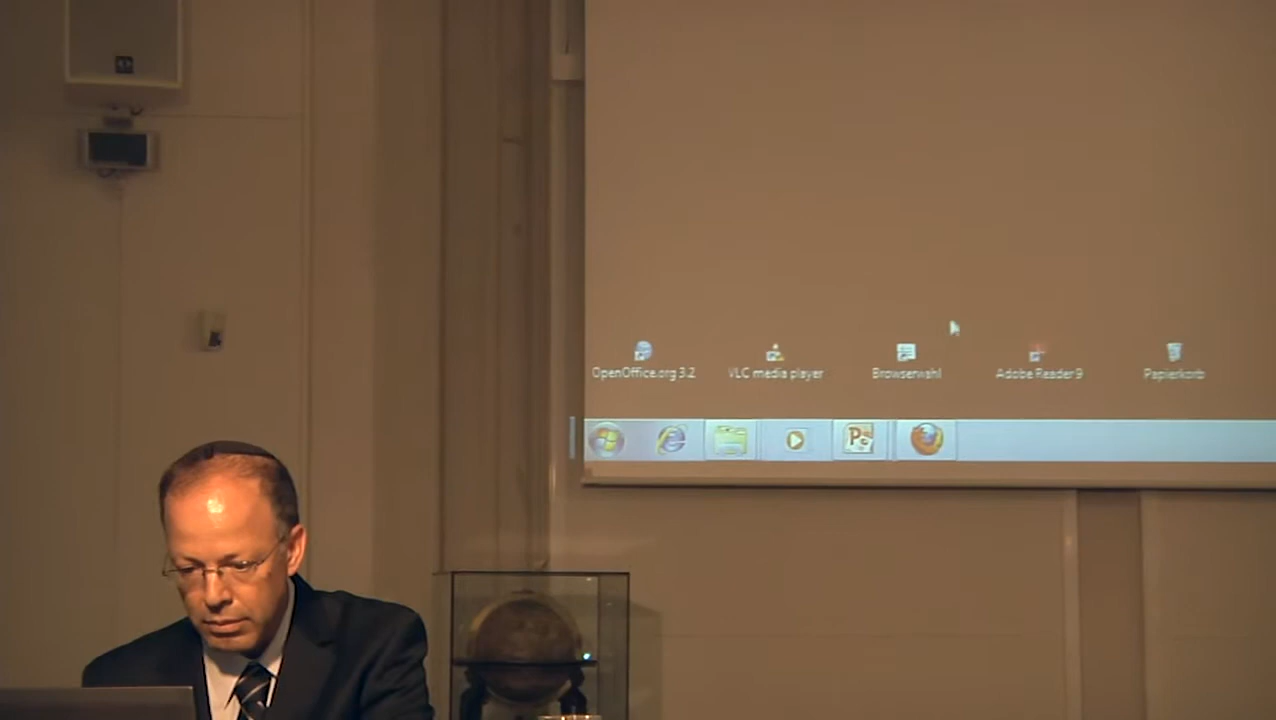 OpenOffice.org 3.2
VLC media player
Browserwahl
Adobe Reader 9
Papierkorb